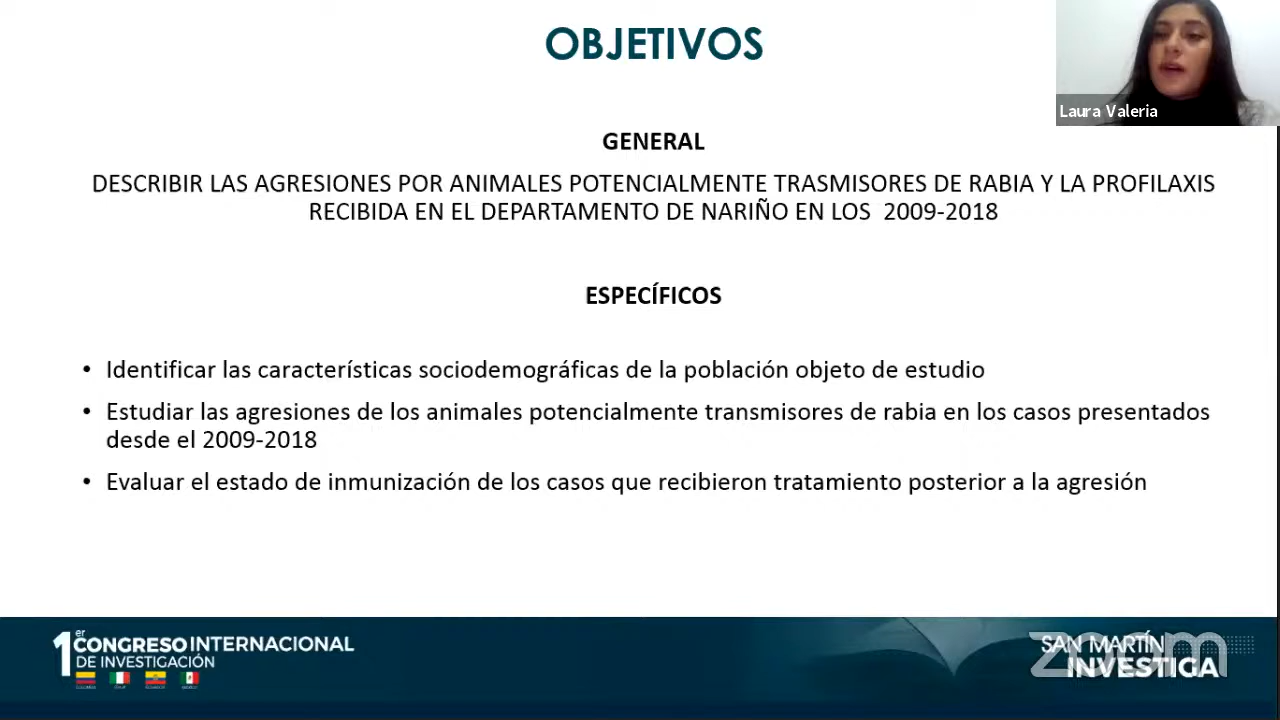 OBJETIVOS
Laura Valeria
GENERAL
DESCRIBIR LAS AGRESIONES POR ANIMALES POTENCIALMENTE TRASMISORES DE RABIA Y LA PROFILAXIS
RECIBIDA EN EL DEPARTAMENTO DE NARIÑO EN LOS 2009-2018
ESPECÍFICOS
• Identificar las características sociodemográficas de la población objeto de estudio
• Estudiar las agresiones de los animales potencialmente transmisores de rabia en los casos presentados
desde el 2009-2018
• Evaluar el estado de inmunización de los casos que recibieron tratamiento posterior a la agresión
1er CONGRESO INTERNACIONAL
DE INVESTIGACIÓN
SAN MARTÍN
INVESTIGA
zoom